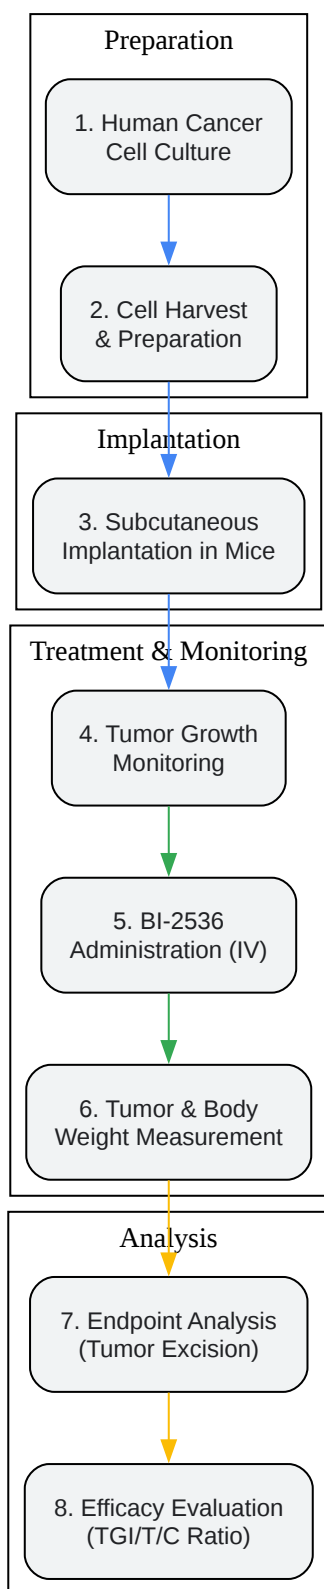 Preparation
1. Human Cancer
Cell Culture
2. Cell Harvest
& Preparation
Implantation
3. Subcutaneous
Implantation in Mice
Treatment & Monitoring
4. Tumor Growth
Monitoring
5. BI-2536
Administration (IV)
6. Tumor & Body
Weight Measurement
Analysis
7. Endpoint Analysis
(Tumor Excision)
8. Efficacy Evaluation
(TGI/T/C Ratio)